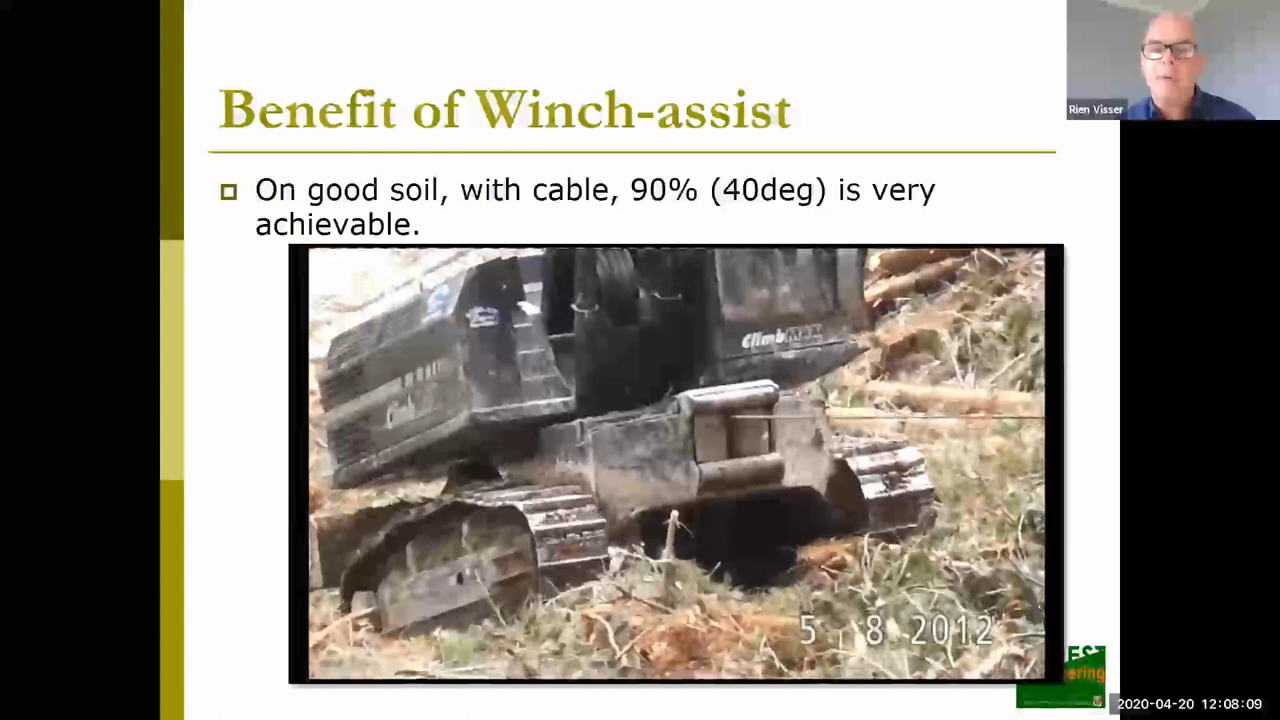 Benefit of Winch-assist
Rien Visser
On good soil, with cable, 90% (40deg) is very
achievable.
5 8 2012
ering
2020-04-20 12:08:09